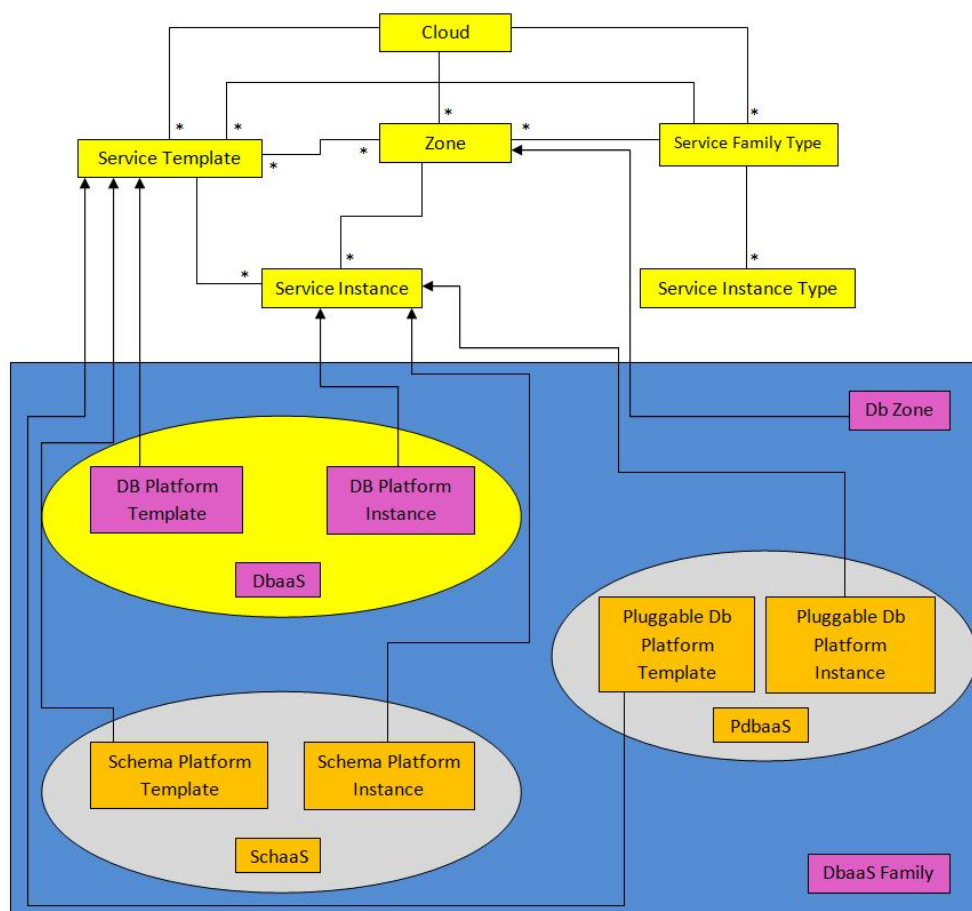 Cloud
*
*
*
*
*
Service Template
Zone
Service Family Type
*
*
*
*
*
Service Instance
Service Instance Type
Db Zone
DB Platform
Template
DB Platform
Instance
DbaaS
Pluggable Db
Platform
Template
Pluggable Db
Platform
Instance
PdbaaS
Schema Platform
Template
Schema Platform
Instance
SchaaS
DbaaS Family